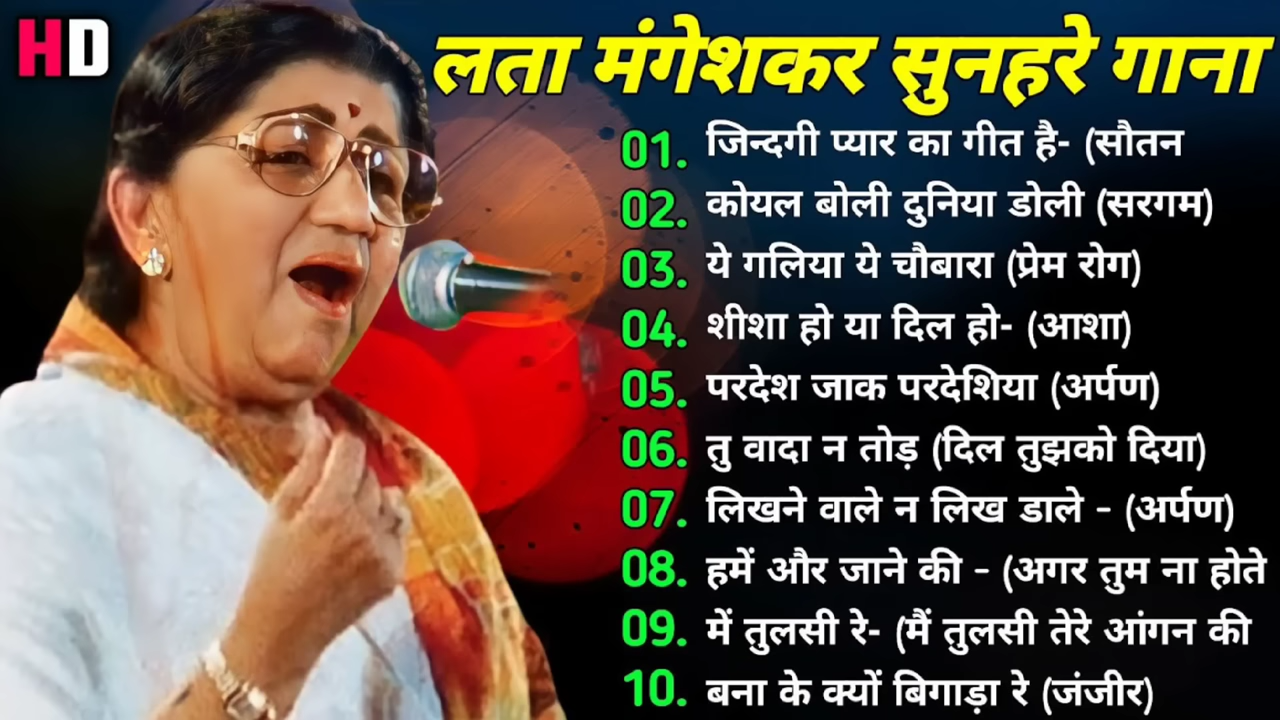 HD
लता मंगेशकर सुनहरे गाना
01. जिन्दगी प्यार का गीत है- (सौतन
02. कोयल बोली दुनिया डोली (सरगम)
03. ये गलिया ये चौबारा (प्रेम रोग)
04. शीशा हो या दिल हो- (आशा)
05. परदेश जाक परदेशिया (अर्पण)
06. तु वादा न तोड़ (दिल तुझको दिया)
07. लिखने वाले न लिख डाले - (अर्पण)
08. हमें और जाने की - (अगर तुम ना होते
09. में तुलसी रे- (मैं तुलसी तेरे आंगन की
10. बना के क्यों बिगाड़ा रे (जंजीर)